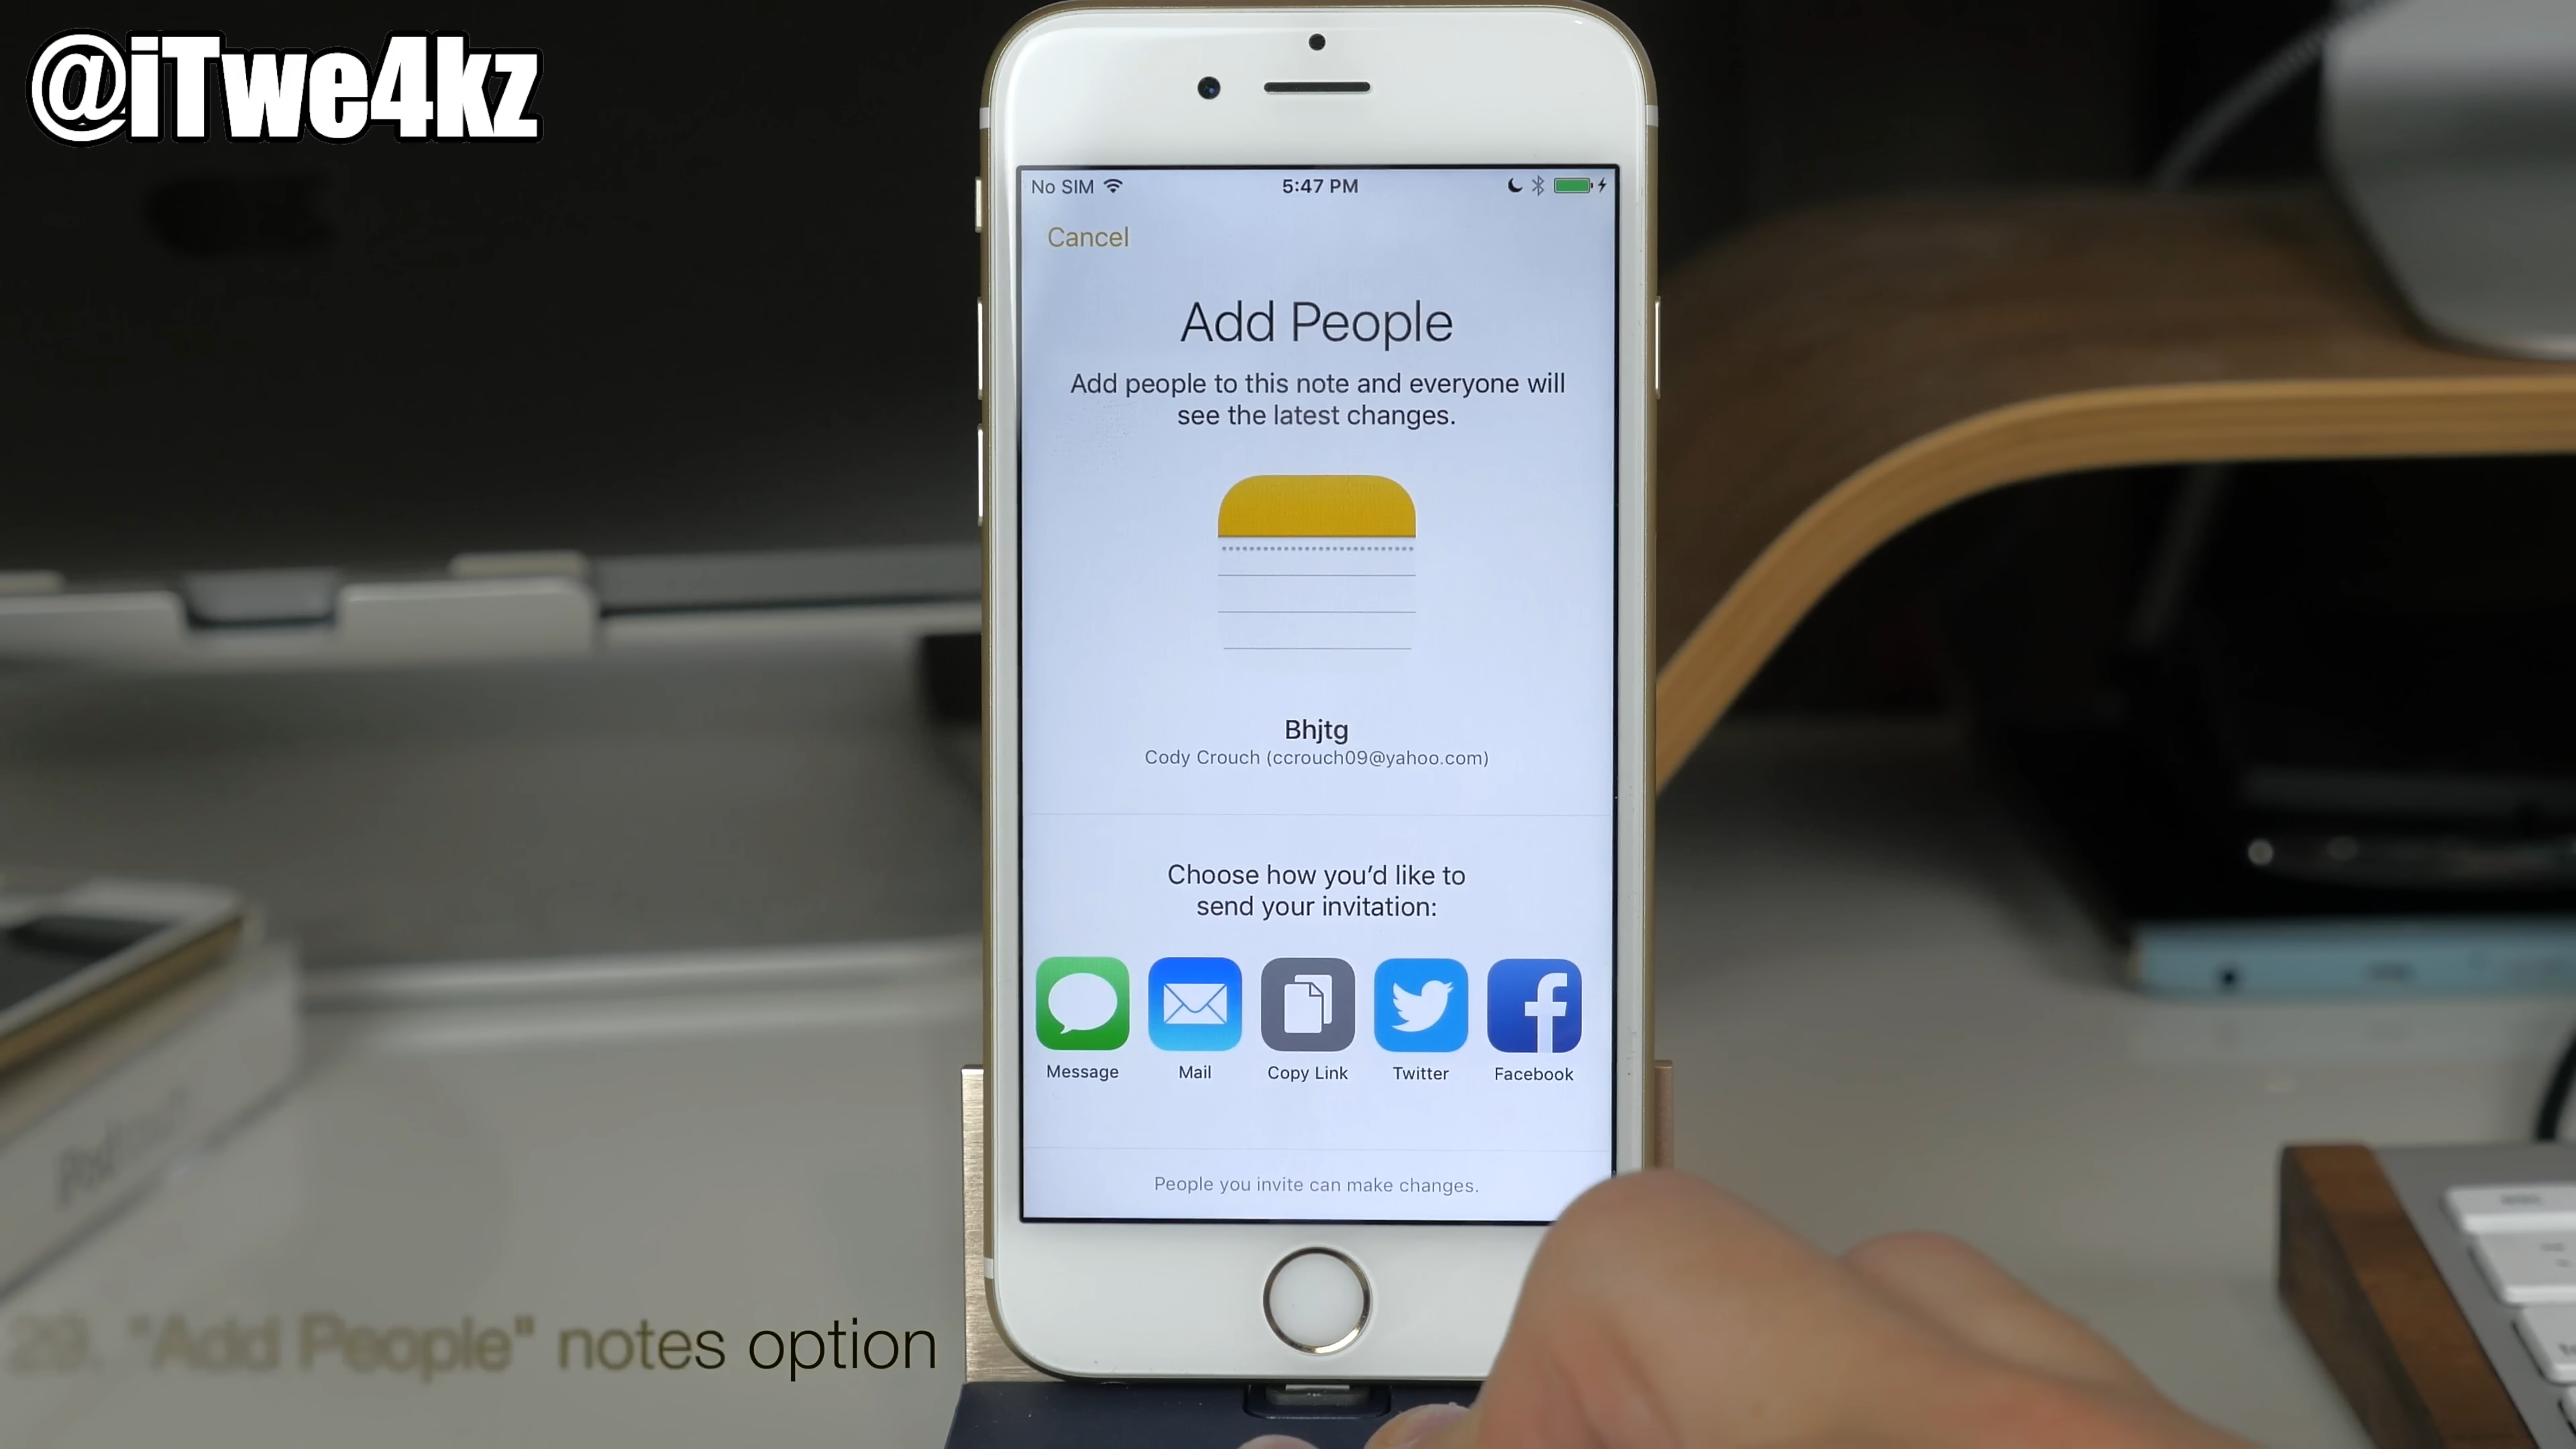 @iTwe4kz
No SIM
5:47 PM
Cancel
Add People
Add people to this note and everyone will
see the latest changes.
Bhjtg
Cody Crouch (ccrouch09@yahoo.com)
Choose how you'd like to
send your invitation:
Message
Mail
Copy Link
Twitter
Facebook
People you invite can make changes.
29. "Add People" notes option